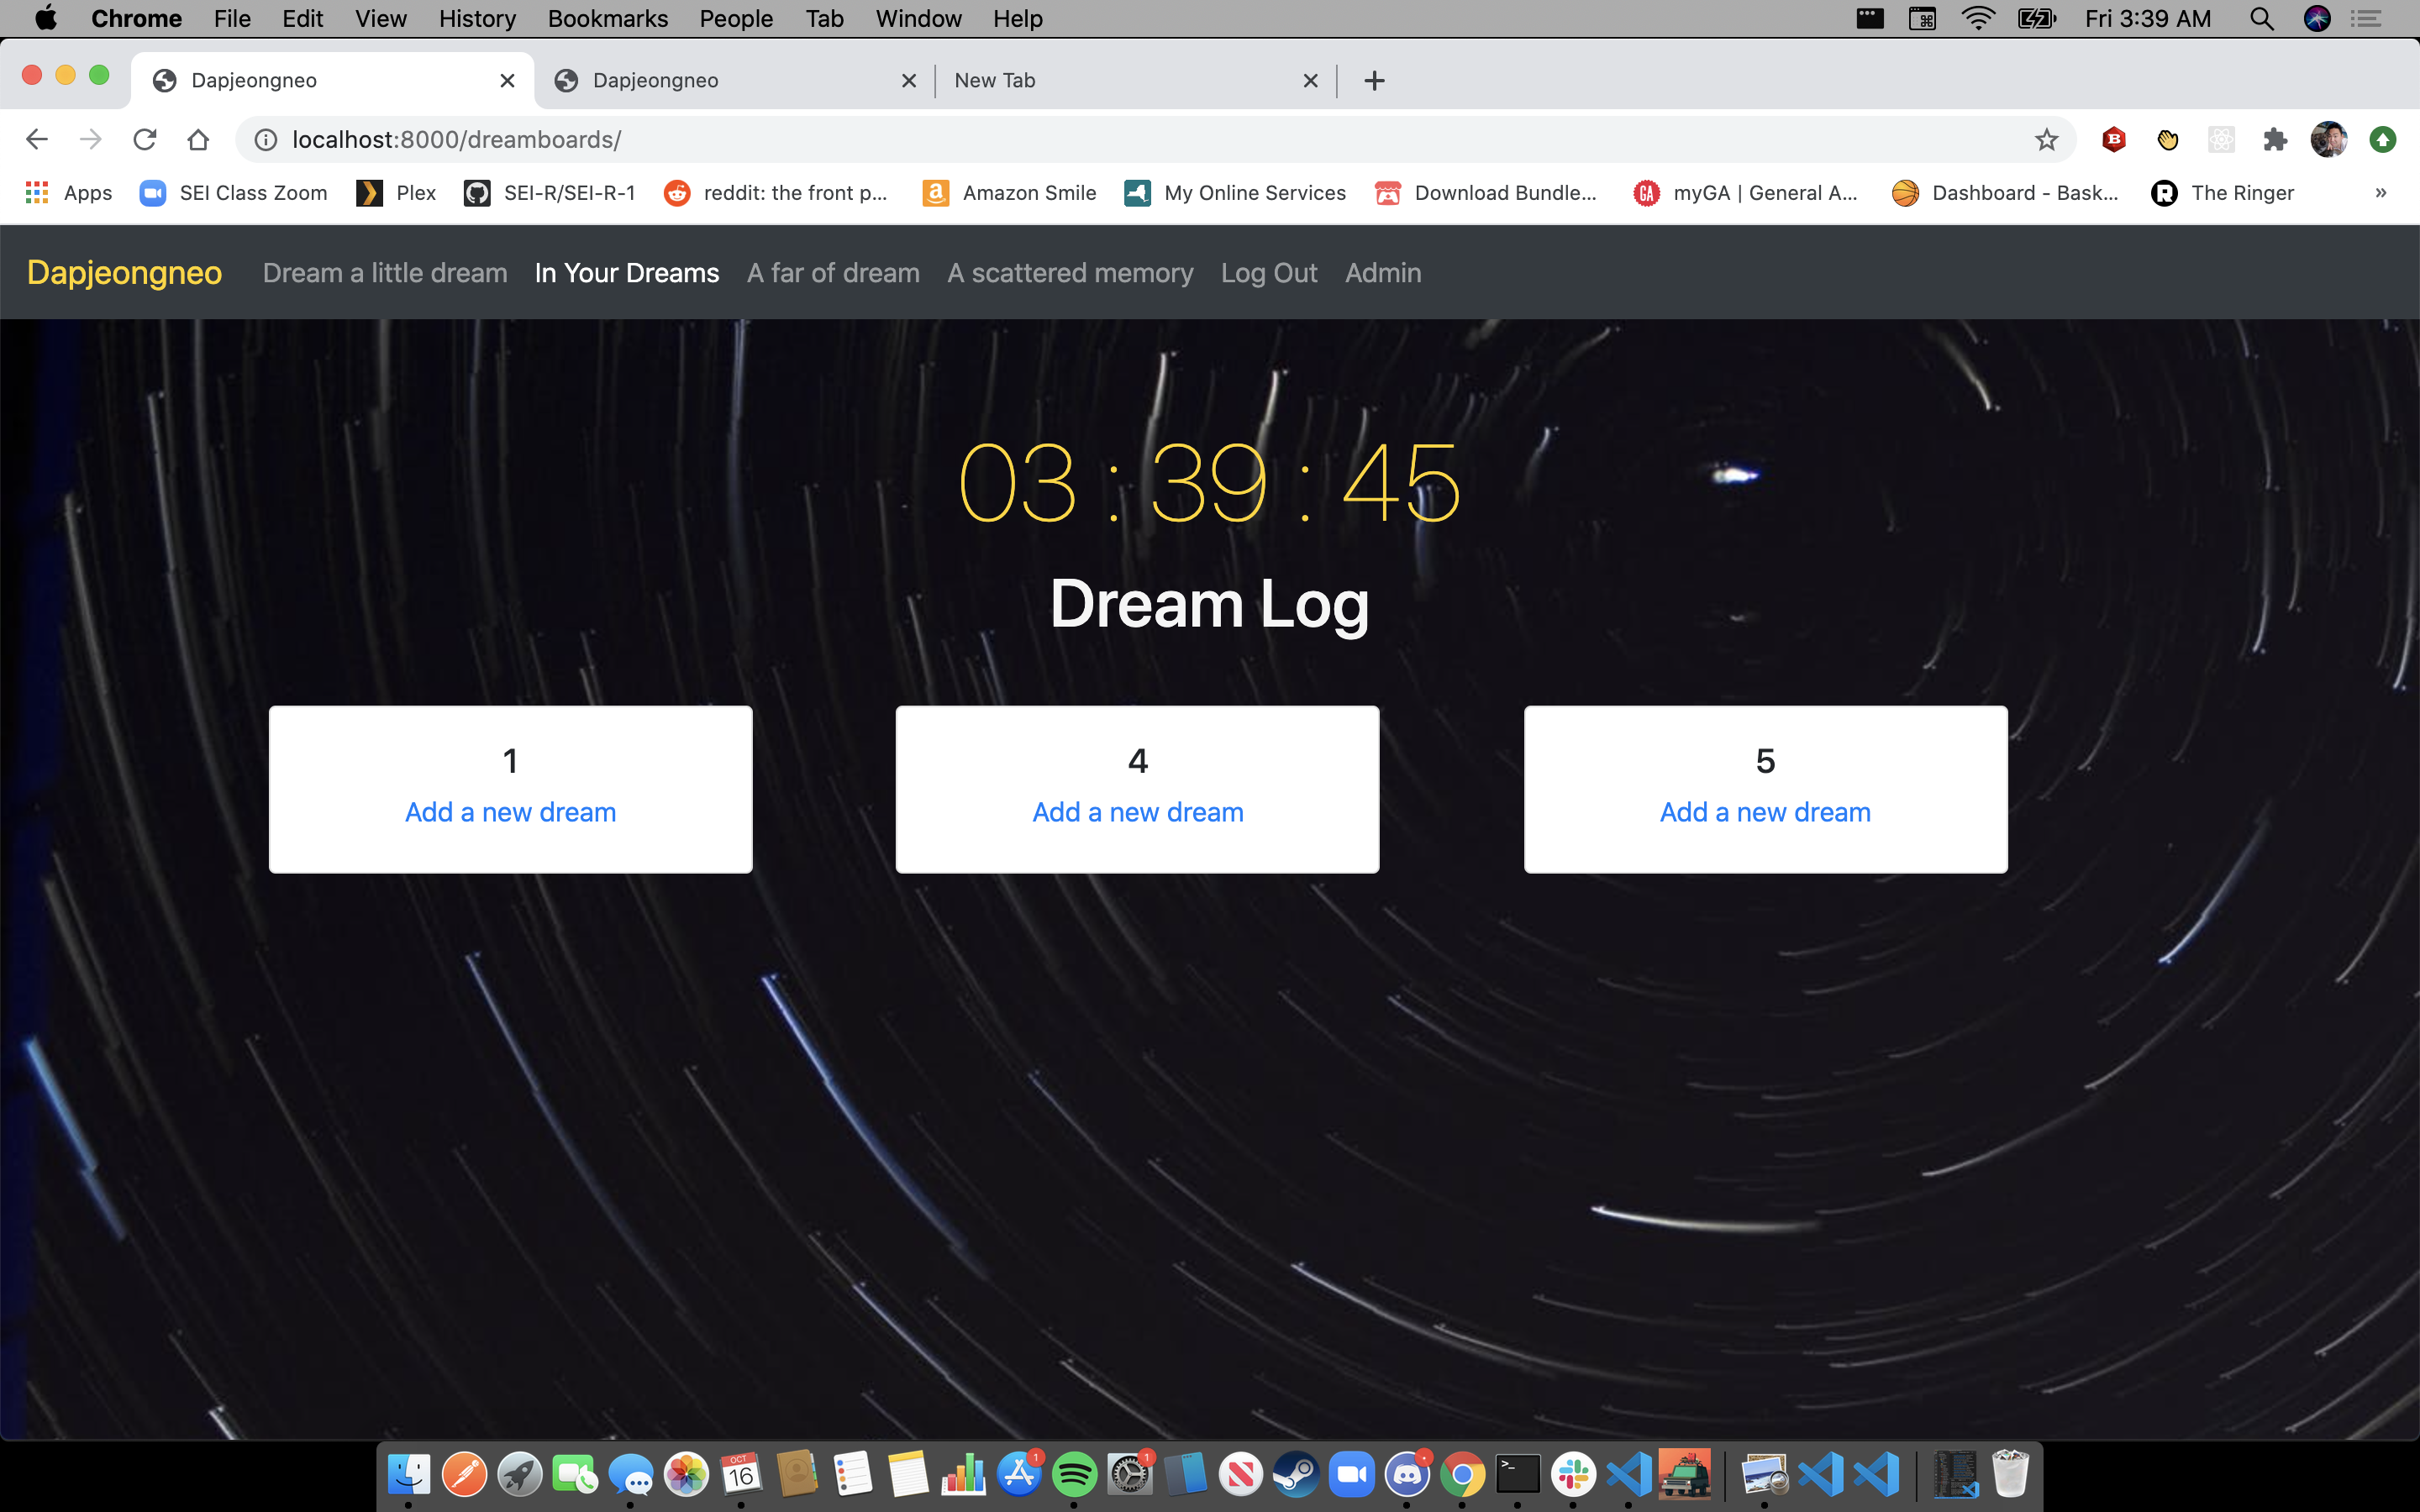 Chrome File Edit View History Bookmarks People Tab Window Help Fri 3:39 AM
Dapjeongneo Dapjeongneo New Tab
localhost:8000/dreamboards/
Apps SEI Class Zoom Plex SEI-R/SEI-R-1 reddit: the front p... Amazon Smile My Online Services Download Bundle... GA myGA | General A... Dashboard - Bask... R The Ringer »
Dapjeongneo Dream a little dream In Your Dreams A far of dream A scattered memory Log Out Admin
03 : 39 : 45
Dream Log
1 4 5
Add a new dream Add a new dream Add a new dream
OCT
16
1
1